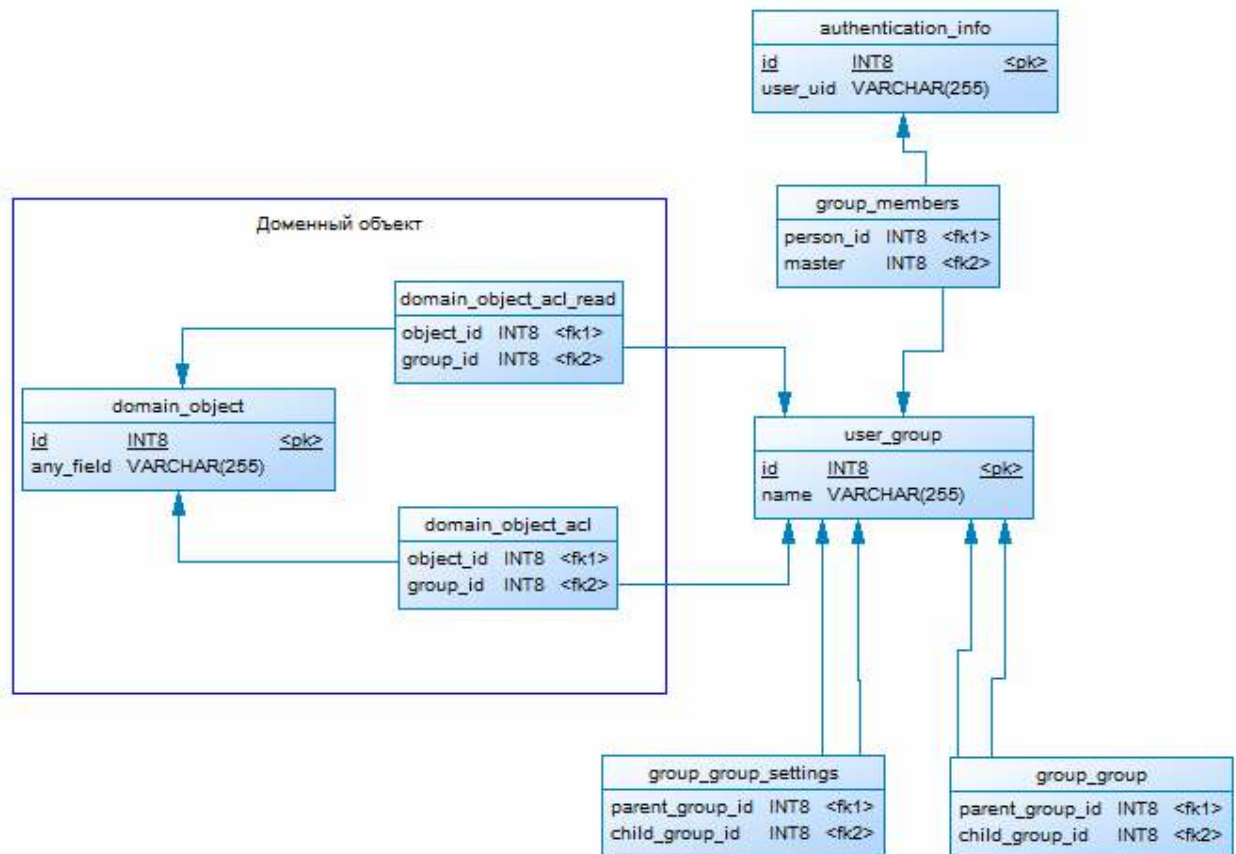 authentication_info
id INT8 <pk>
user_uid VARCHAR(255)
group_members
person_id INT8 <fk1>
master INT8 <fk2>
Доменный объект
domain_object_acl_read
object_id INT8 <fk1>
group_id INT8 <fk2>
domain_object
id INT8 <pk>
any_field VARCHAR(255)
user_group
id INT8 <pk>
name VARCHAR(255)
domain_object_acl
object_id INT8 <fk1>
group_id INT8 <fk2>
group_group_settings
parent_group_id INT8 <fk1>
child_group_id INT8 <fk2>
group_group
parent_group_id INT8 <fk1>
child_group_id INT8 <fk2>